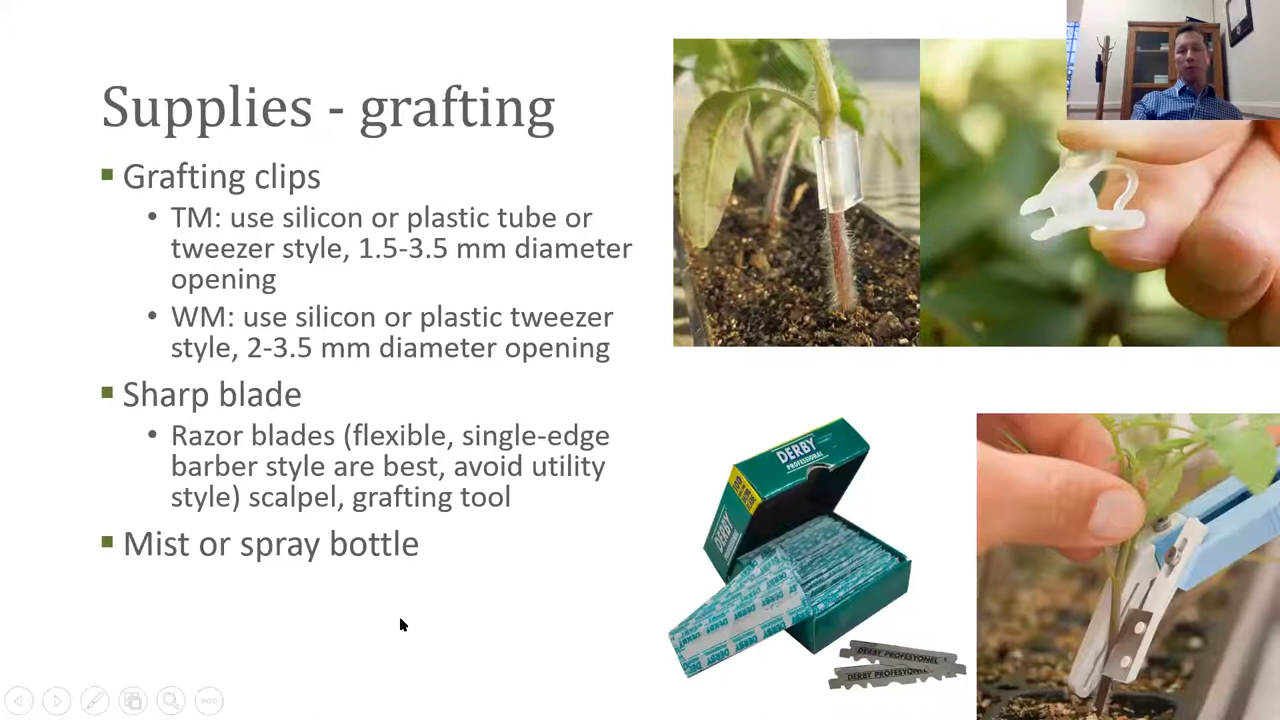 Supplies - grafting
Grafting clips
TM: use silicon or plastic tube or
tweezer style, 1.5-3.5 mm diameter
opening
WM: use silicon or plastic tweezer
style, 2-3.5 mm diameter opening
Sharp blade
Razor blades (flexible, single-edge
barber style are best, avoid utility
style) scalpel, grafting tool
Mist or spray bottle
DERBY
PROFESSIONAL
100
DERBY
DERBY PROFESYONEL
DERBY PROFESYONEL